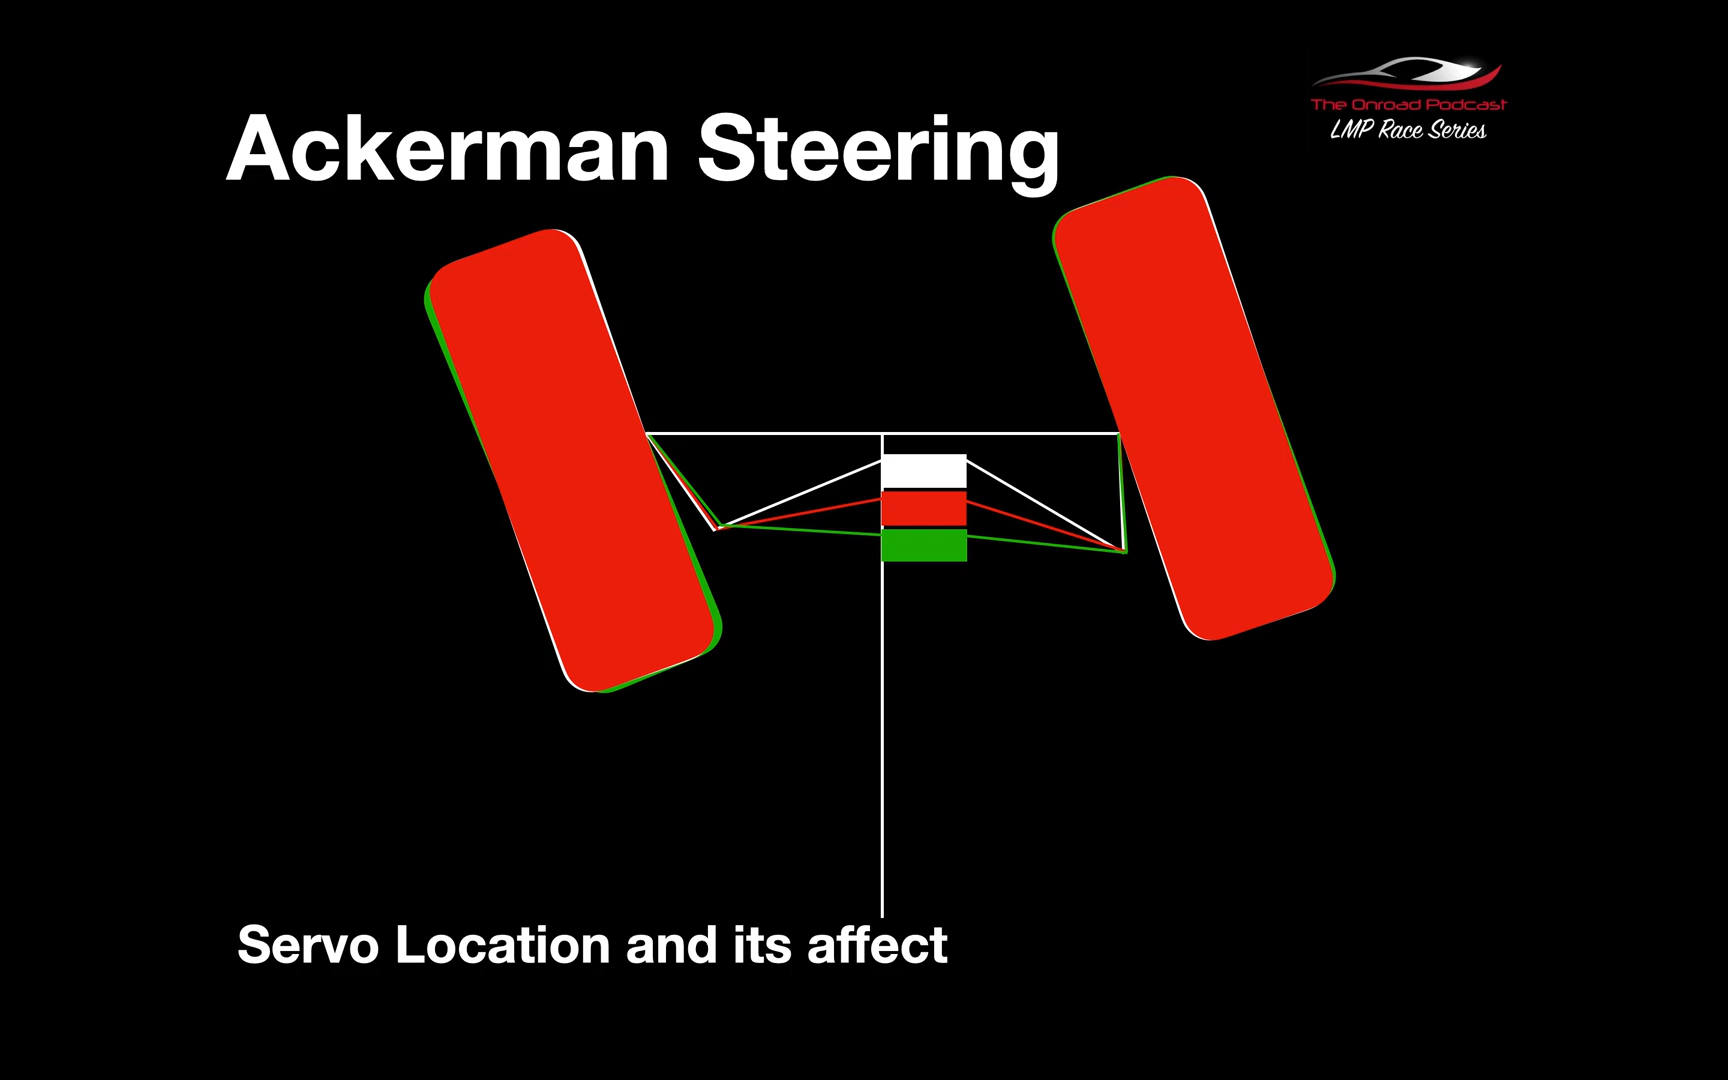 The Onroad Podcast
LMP Race Series
Ackerman Steering
Servo Location and its affect